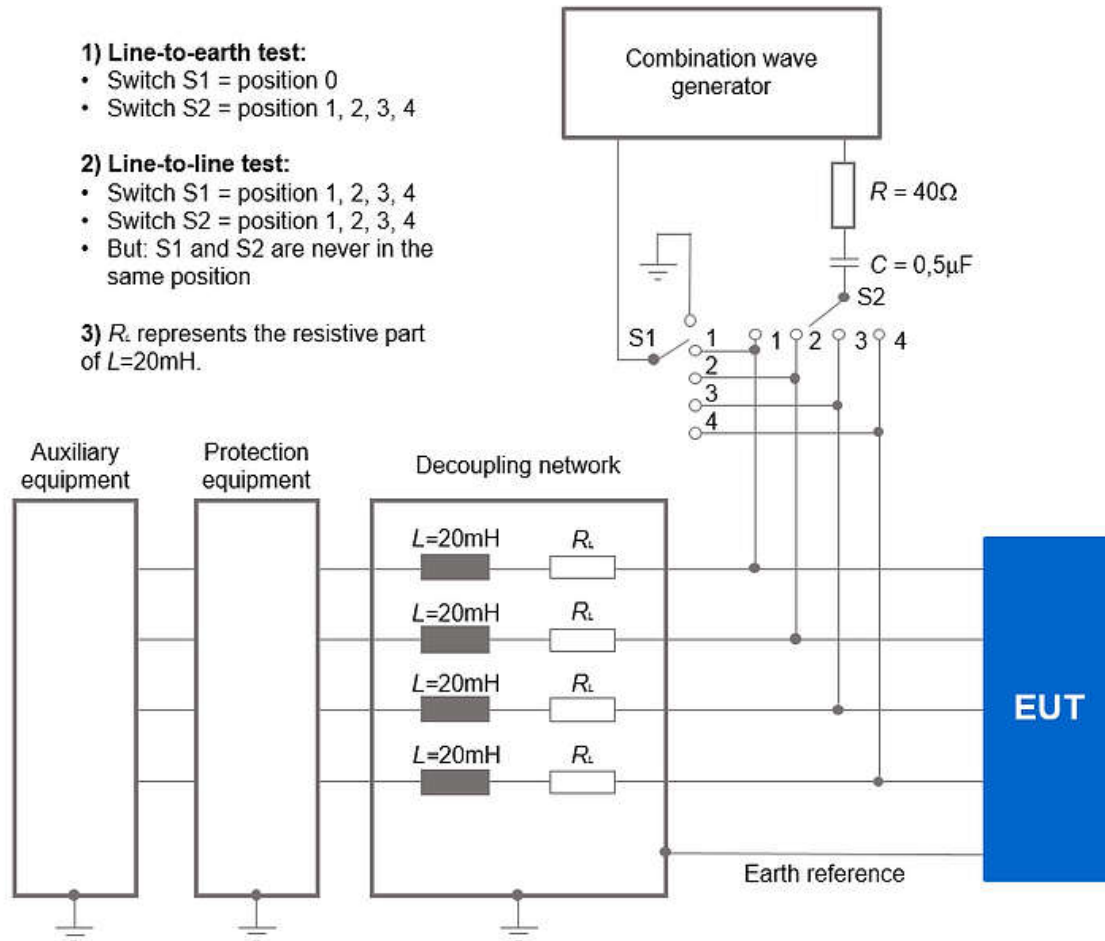 1) Line-to-earth test:
• Switch S1 = position 0
• Switch S2 = position 1, 2, 3, 4
2) Line-to-line test:
• Switch S1 = position 1, 2, 3, 4
• Switch S2 = position 1, 2, 3, 4
• But: S1 and S2 are never in the
same position
3) RL represents the resistive part
of L=20mH.
Combination wave
generator
R = 40Ω
C = 0,5µF
S2
S1
1
2
3
4
1
2
3
4
Auxiliary
equipment
Protection
equipment
Decoupling network
L=20mH
RL
L=20mH
RL
L=20mH
RL
L=20mH
RL
EUT
Earth reference